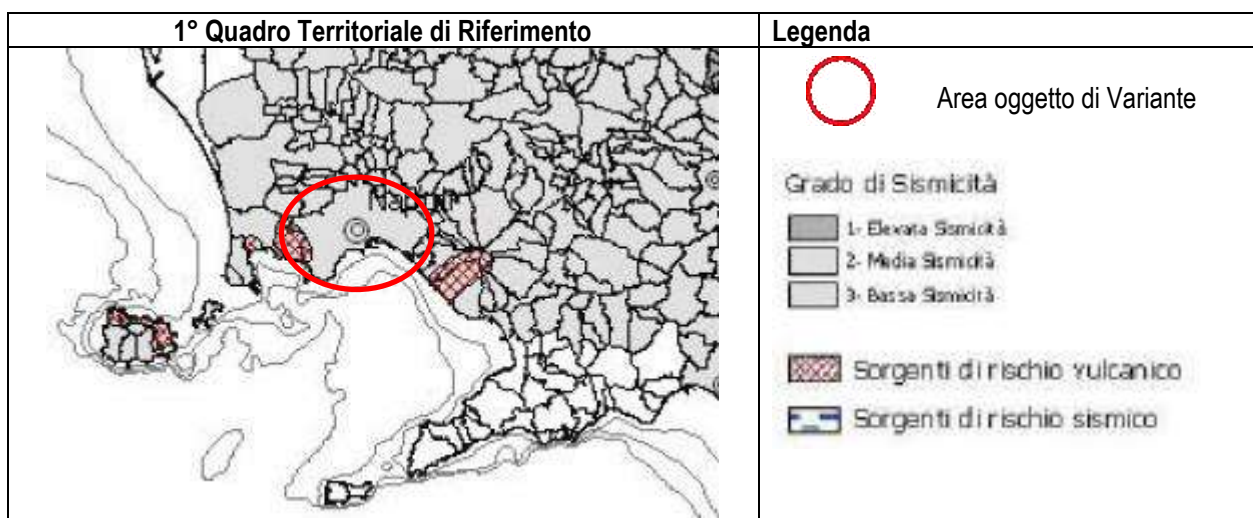 1° Quadro Territoriale di Riferimento
Legenda
Area oggetto di Variante
Napoli
Grado di Sismicità
1- Elevata Sismicità
2- Media Sismicità
3- Bassa Sismicità
Sorgenti di rischio vulcanico
Sorgenti di rischio sismico